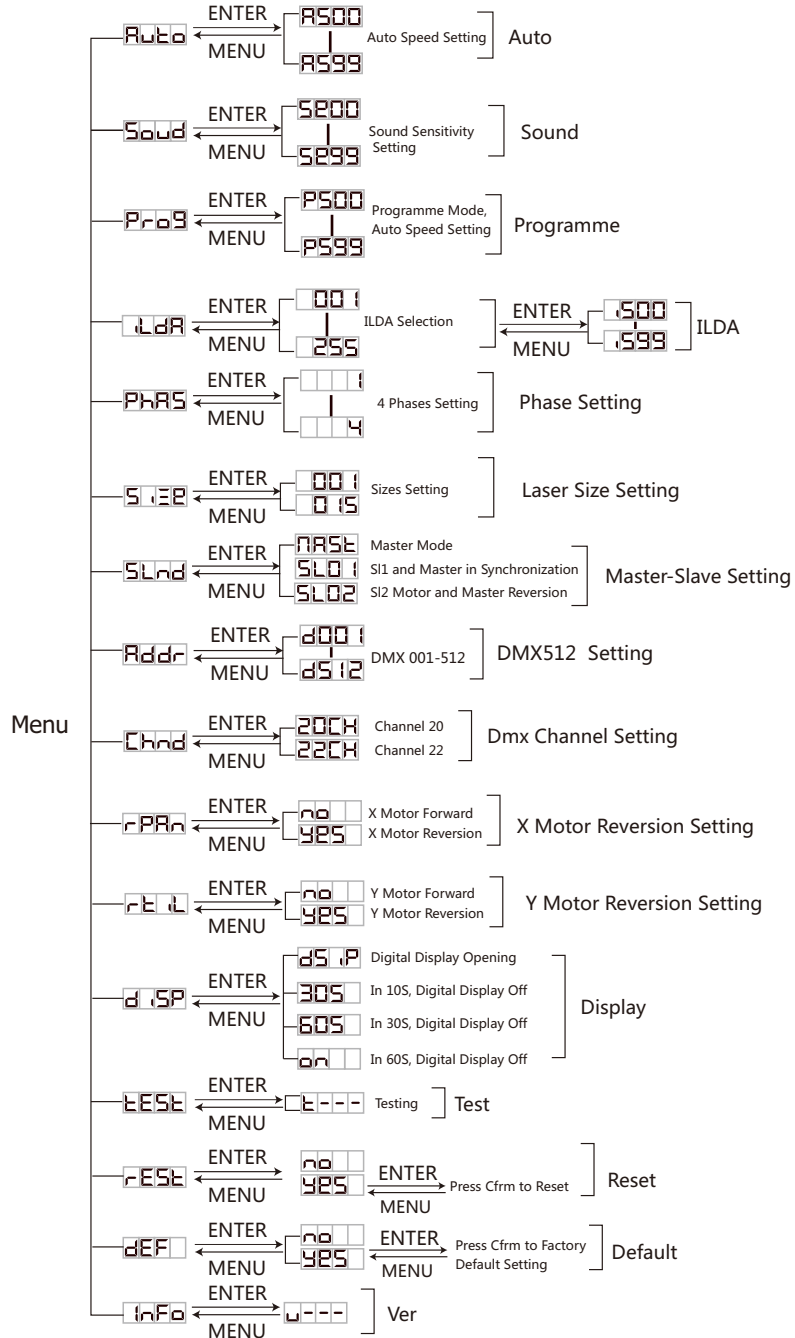 Menu
Auto ENTER MENU AS00 AS99 Auto Speed Setting Auto
Soud ENTER MENU SE00 SE99 Sound Sensitivity Setting Sound
Prog ENTER MENU PS00 PS99 Programme Mode, Auto Speed Setting Programme
iLdA ENTER MENU 001 255 ILDA Selection ENTER MENU iS00 iS99 ILDA
PhAS ENTER MENU 1 4 4 Phases Setting Phase Setting
SiZe ENTER MENU 001 015 Sizes Setting Laser Size Setting
SLnd ENTER MENU
MASt Master Mode
SL01 Sl1 and Master in Synchronization
SL02 Sl2 Motor and Master Reversion
Master-Slave Setting
Addr ENTER MENU d001 d512 DMX 001-512 DMX512 Setting
Chnd ENTER MENU
20CH Channel 20
22CH Channel 22
Dmx Channel Setting
rPAn ENTER MENU
no X Motor Forward
yes X Motor Reversion
X Motor Reversion Setting
rtiL ENTER MENU
no Y Motor Forward
yes Y Motor Reversion
Y Motor Reversion Setting
diSP ENTER MENU
dSiP Digital Display Opening
30S In 10S, Digital Display Off
60S In 30S, Digital Display Off
on In 60S, Digital Display Off
Display
tESt ENTER MENU t--- Testing Test
rESt ENTER MENU no yes ENTER MENU Press Cfrm to Reset Reset
dEF ENTER MENU no yes ENTER MENU Press Cfrm to Factory Default Setting Default
InFo ENTER MENU u--- Ver